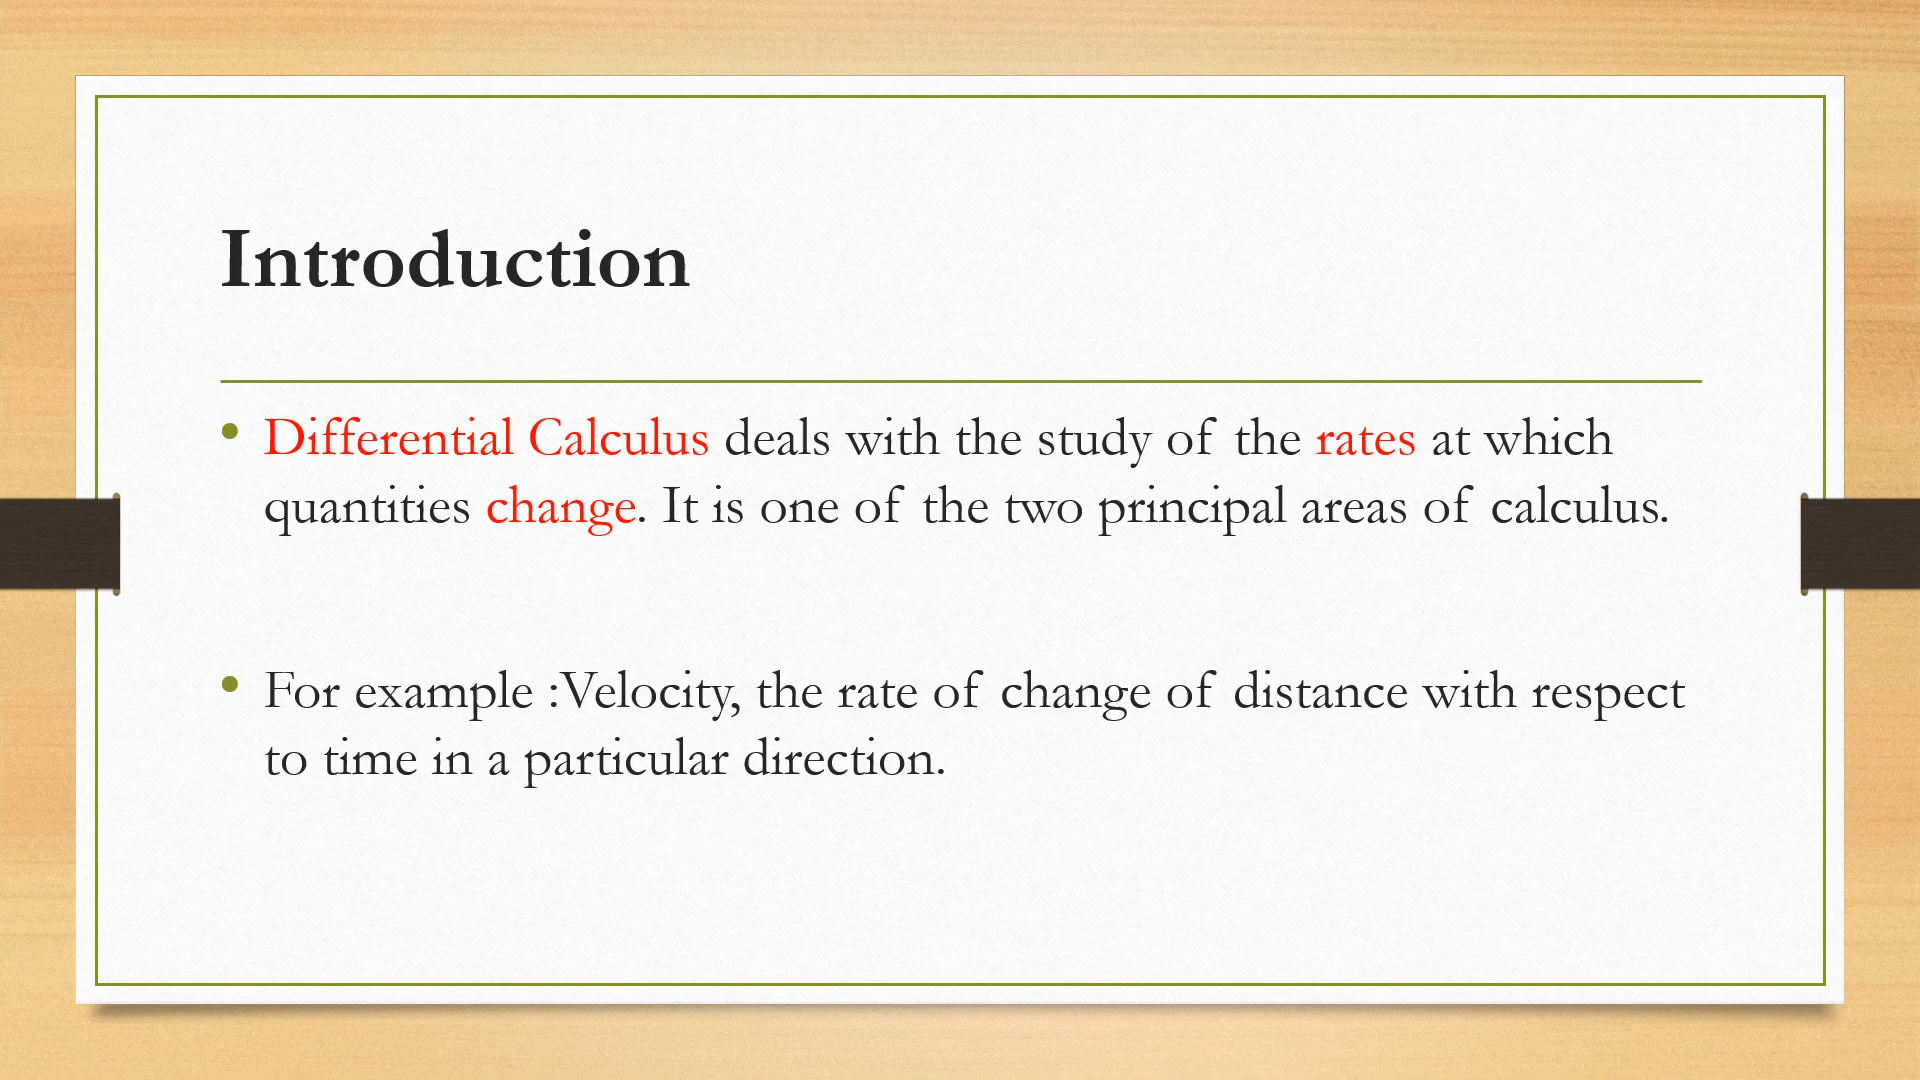 Introduction
• Differential Calculus deals with the study of the rates at which
quantities change. It is one of the two principal areas of calculus.
• For example :Velocity, the rate of change of distance with respect
to time in a particular direction.